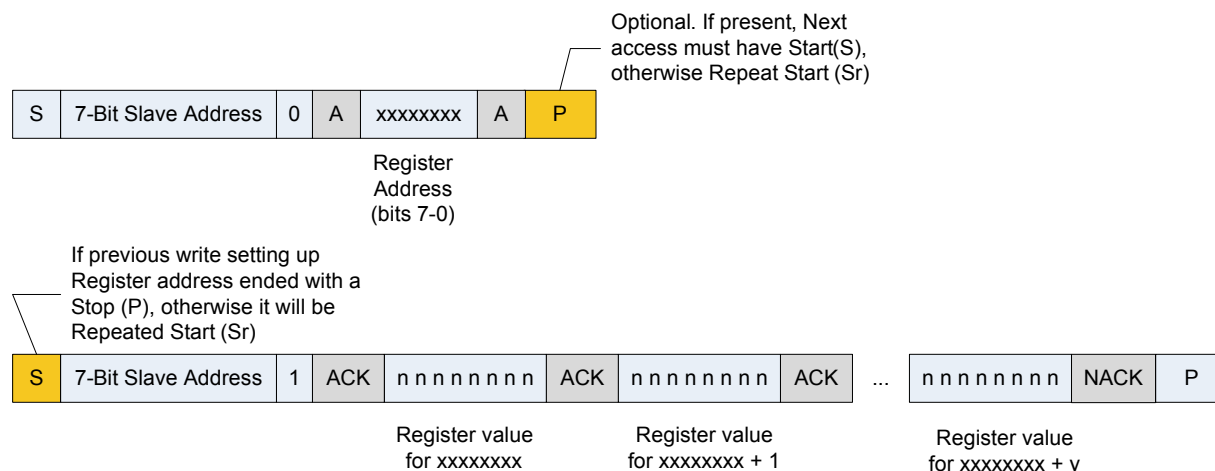 Optional. If present, Next
access must have Start(S),
otherwise Repeat Start (Sr)
S 7-Bit Slave Address 0 A xxxxxxxx A P
Register
Address
(bits 7-0)
If previous write setting up
Register address ended with a
Stop (P), otherwise it will be
Repeated Start (Sr)
S 7-Bit Slave Address 1 ACK n n n n n n n n ACK n n n n n n n n ACK ... n n n n n n n n NACK P
Register value
for xxxxxxxx
Register value
for xxxxxxxx + 1
Register value
for xxxxxxxx + y